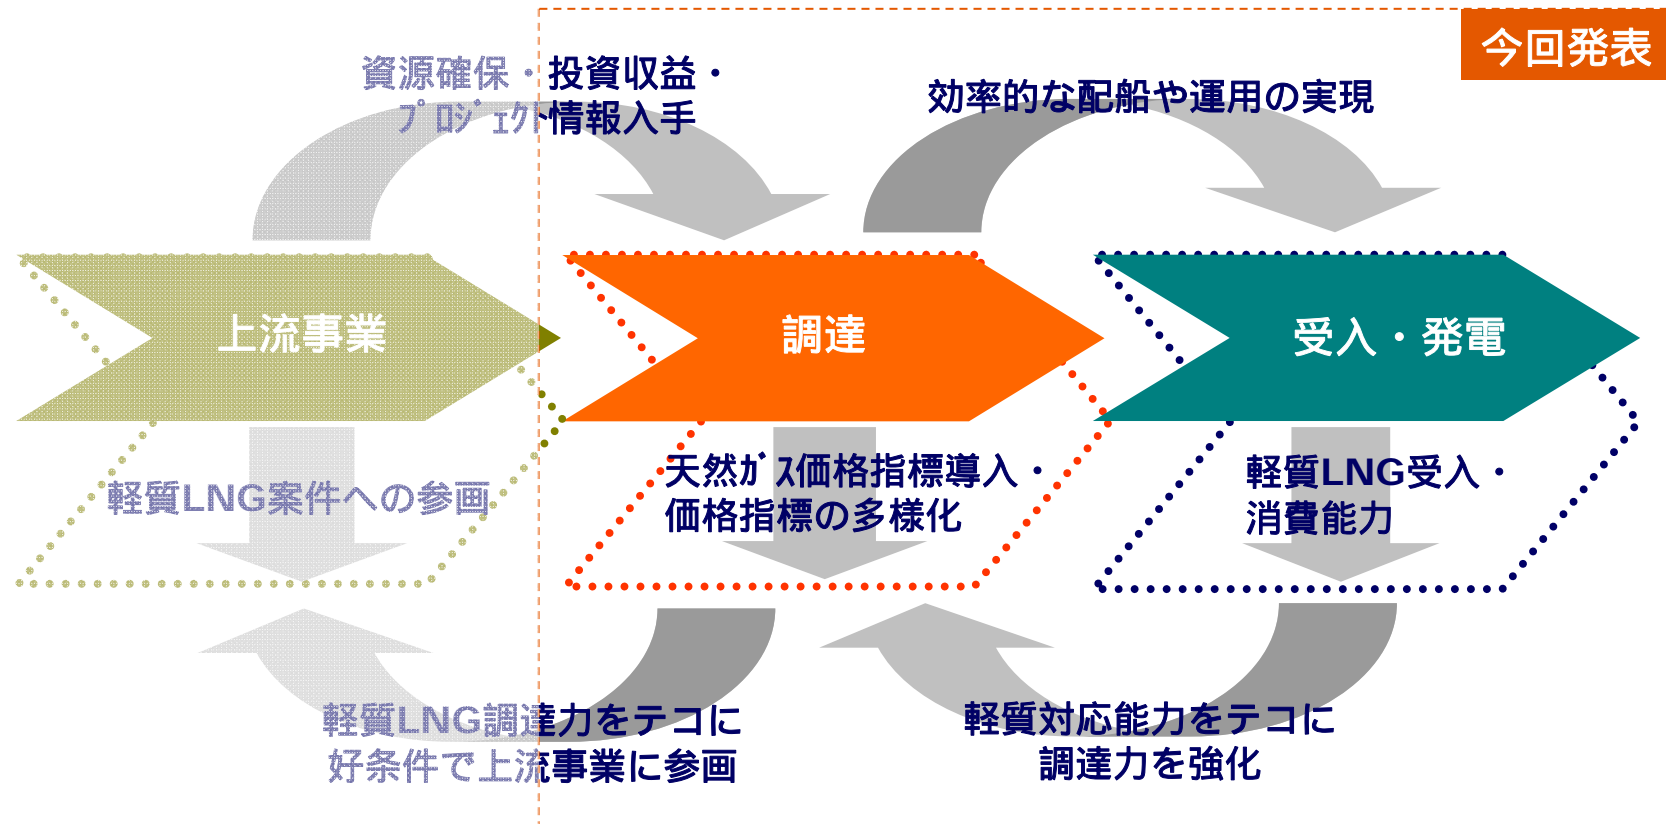 今回発表
資源確保・投資収益・
ﾌﾟﾛｼﾞｪｸﾄ情報入手
効率的な配船や運用の実現
上流事業
調達
受入・発電
軽質LNG案件への参画
天然ｶﾞｽ価格指標導入・
価格指標の多様化
軽質LNG受入・
消費能力
軽質LNG調達力をテコに
好条件で上流事業に参画
軽質対応能力をテコに
調達力を強化